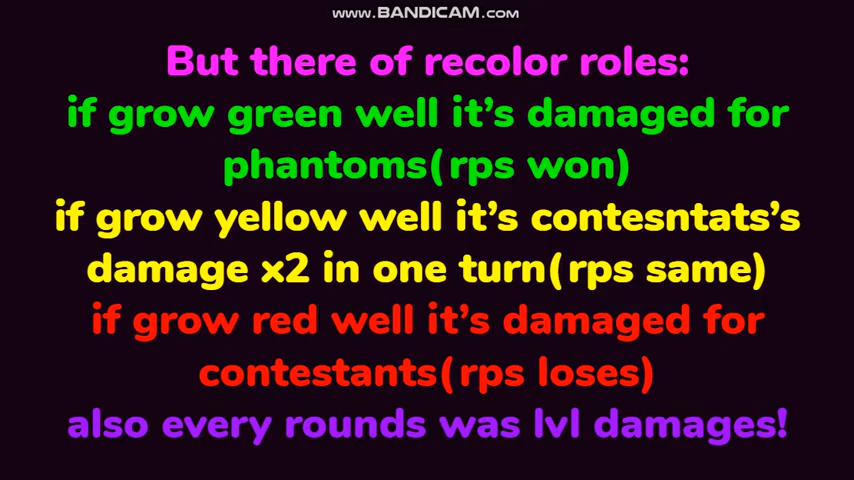 www.BANDICAM.com
But there of recolor roles:
if grow green well it's damaged for
phantoms(rps won)
if grow yellow well it's contesntats's
damage x2 in one turn(rps same)
if grow red well it's damaged for
contestants(rps loses)
also every rounds was lvl damages!